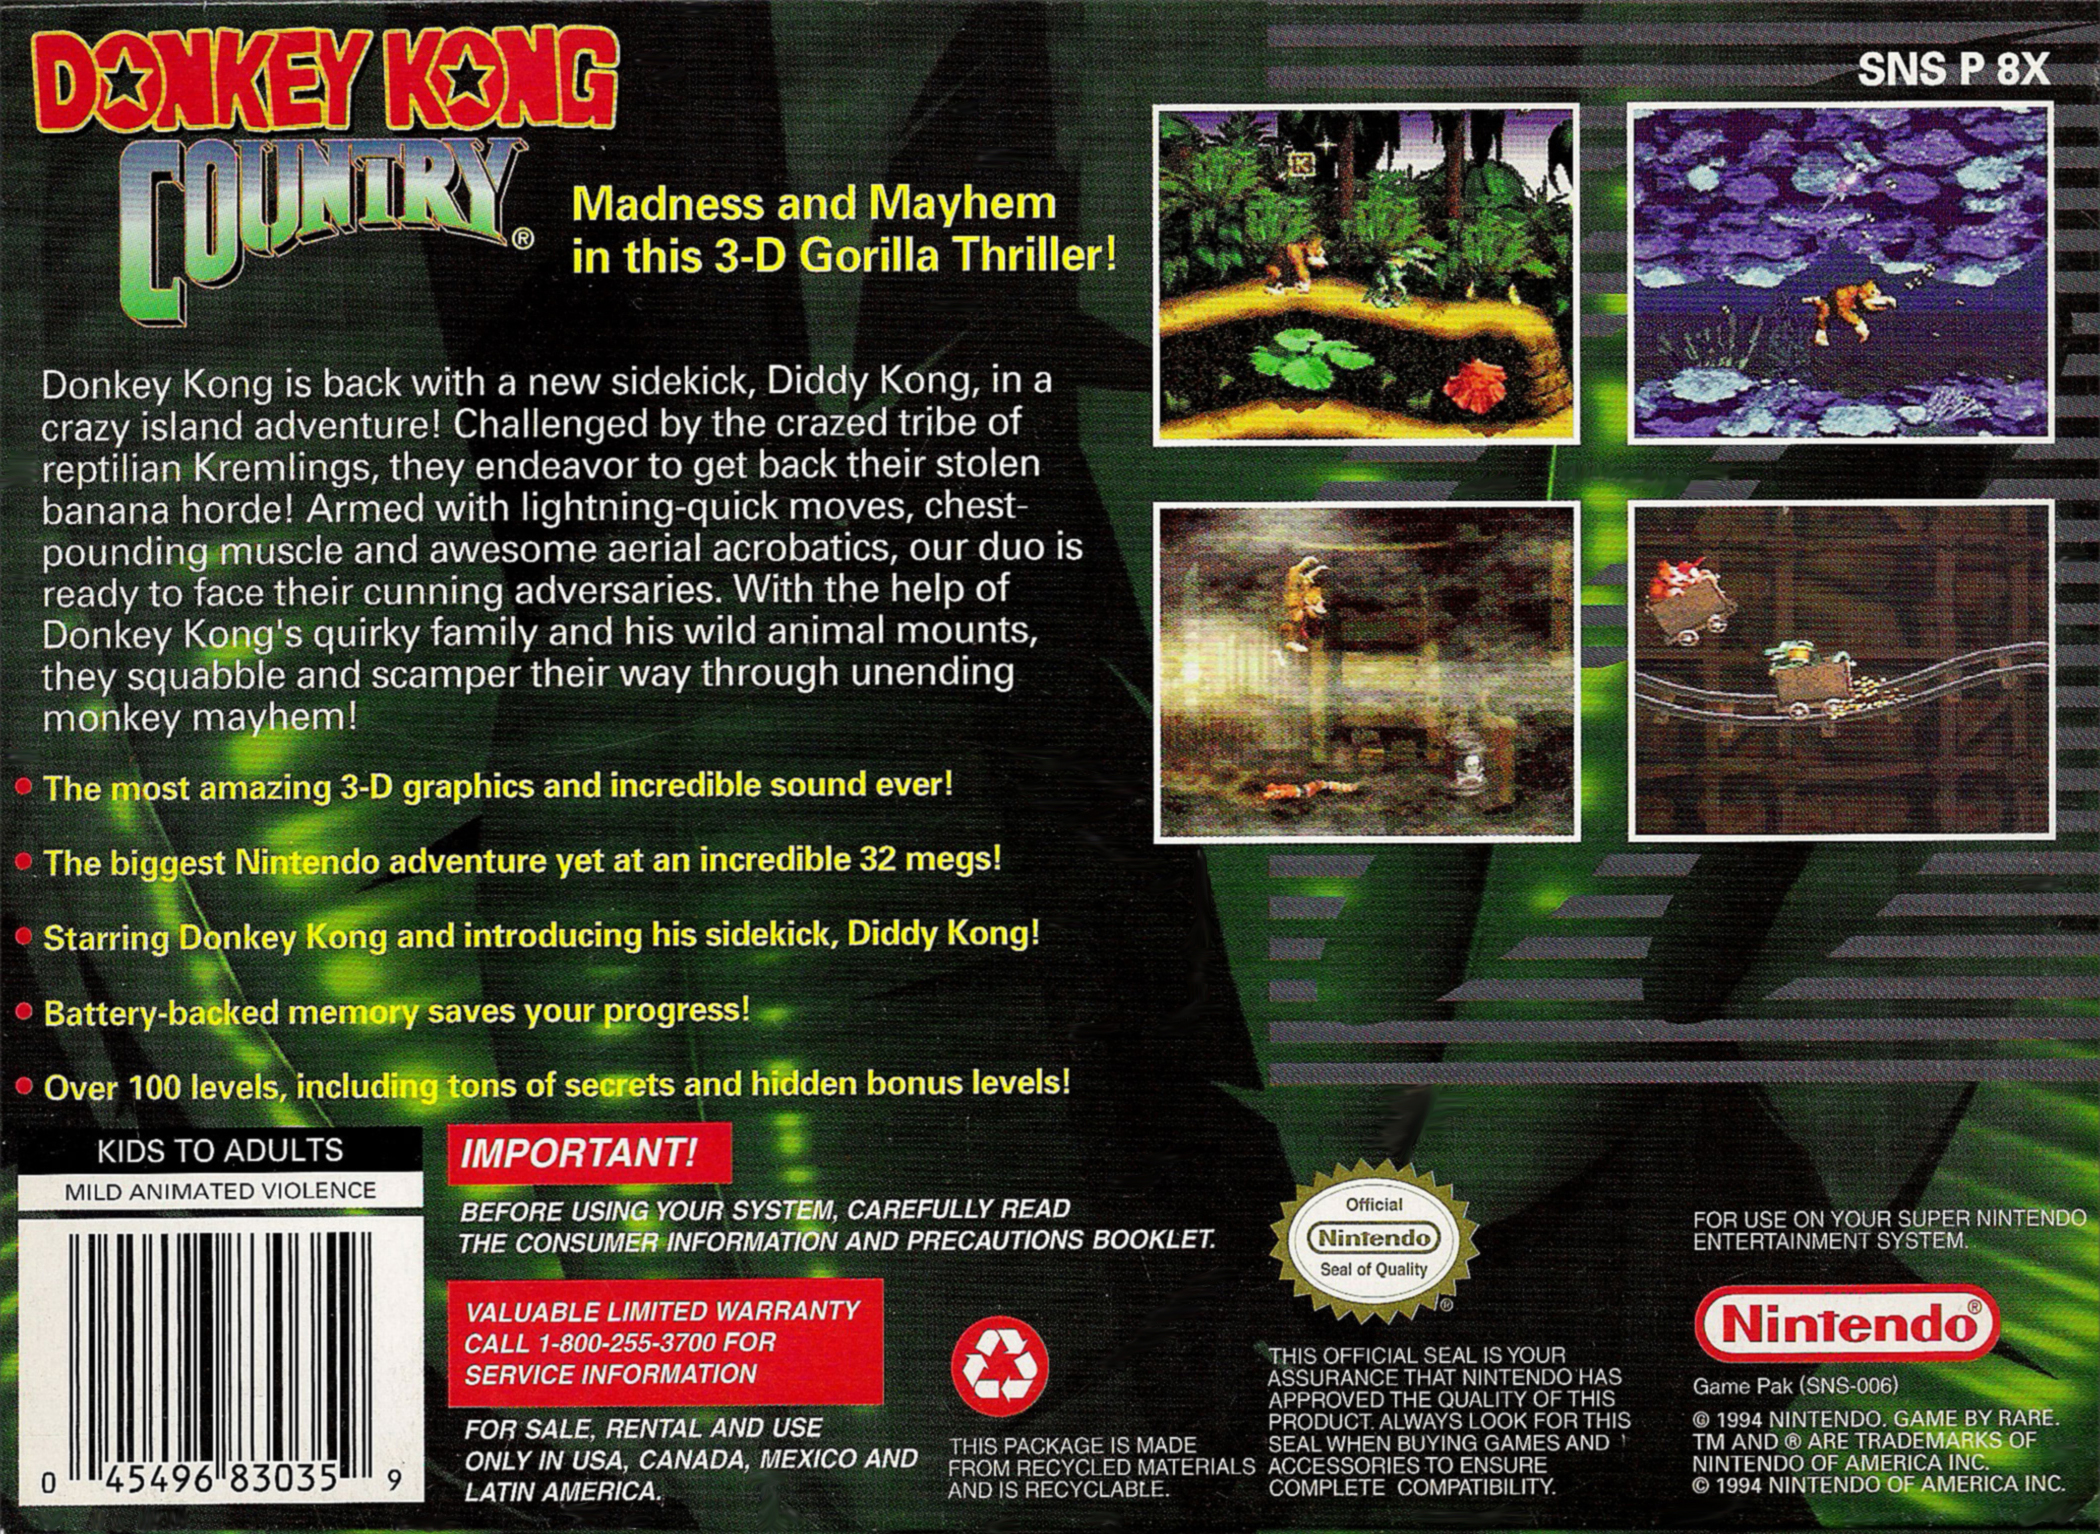 DONKEY KONG
COUNTRY®
SNS P 8X
Madness and Mayhem
in this 3-D Gorilla Thriller!
K
Donkey Kong is back with a new sidekick, Diddy Kong, in a
crazy island adventure! Challenged by the crazed tribe of
reptilian Kremlings, they endeavor to get back their stolen
banana horde! Armed with lightning-quick moves, chest-
pounding muscle and awesome aerial acrobatics, our duo is
ready to face their cunning adversaries. With the help of
Donkey Kong's quirky family and his wild animal mounts,
they squabble and scamper their way through unending
monkey mayhem!
• The most amazing 3-D graphics and incredible sound ever!
• The biggest Nintendo adventure yet at an incredible 32 megs!
• Starring Donkey Kong and introducing his sidekick, Diddy Kong!
• Battery-backed memory saves your progress!
• Over 100 levels, including tons of secrets and hidden bonus levels!
KIDS TO ADULTS
MILD ANIMATED VIOLENCE
0 45496 83035 9
IMPORTANT!
BEFORE USING YOUR SYSTEM, CAREFULLY READ
THE CONSUMER INFORMATION AND PRECAUTIONS BOOKLET.
VALUABLE LIMITED WARRANTY
CALL 1-800-255-3700 FOR
SERVICE INFORMATION
FOR SALE, RENTAL AND USE
ONLY IN USA, CANADA, MEXICO AND
LATIN AMERICA.
THIS PACKAGE IS MADE
FROM RECYCLED MATERIALS
AND IS RECYCLABLE.
Official
Nintendo
Seal of Quality
®
THIS OFFICIAL SEAL IS YOUR
ASSURANCE THAT NINTENDO HAS
APPROVED THE QUALITY OF THIS
PRODUCT. ALWAYS LOOK FOR THIS
SEAL WHEN BUYING GAMES AND
ACCESSORIES TO ENSURE
COMPLETE COMPATIBILITY.
FOR USE ON YOUR SUPER NINTENDO
ENTERTAINMENT SYSTEM.
Nintendo®
Game Pak (SNS-006)
© 1994 NINTENDO. GAME BY RARE.
TM AND ® ARE TRADEMARKS OF
NINTENDO OF AMERICA INC.
© 1994 NINTENDO OF AMERICA INC.